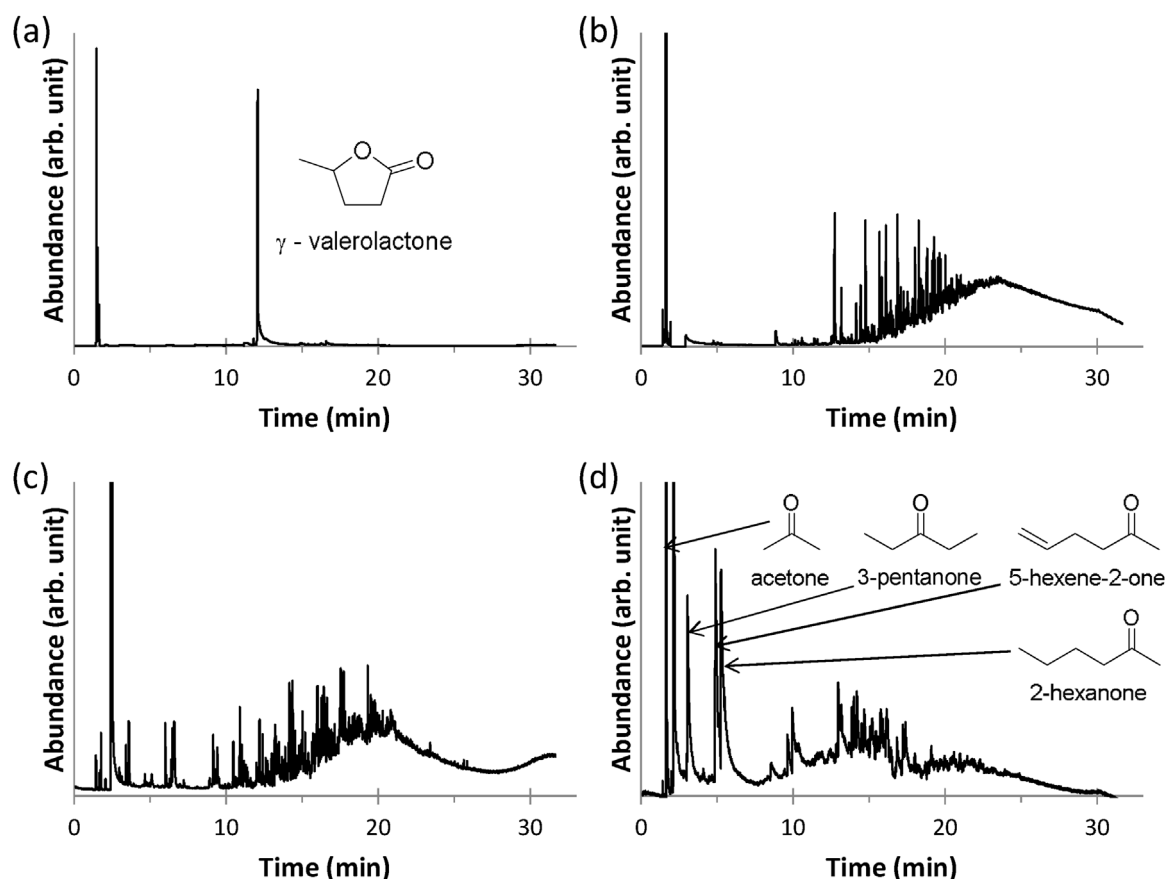 (a)
Abundance (arb. unit)
O
O
γ - valerolactone
0
10
20
30
Time (min)
(b)
Abundance (arb. unit)
0
10
20
30
Time (min)
(c)
Abundance (arb. unit)
0
10
20
30
Time (min)
(d)
Abundance (arb. unit)
O
O
O
acetone
3-pentanone
5-hexene-2-one
O
2-hexanone
0
10
20
30
Time (min)